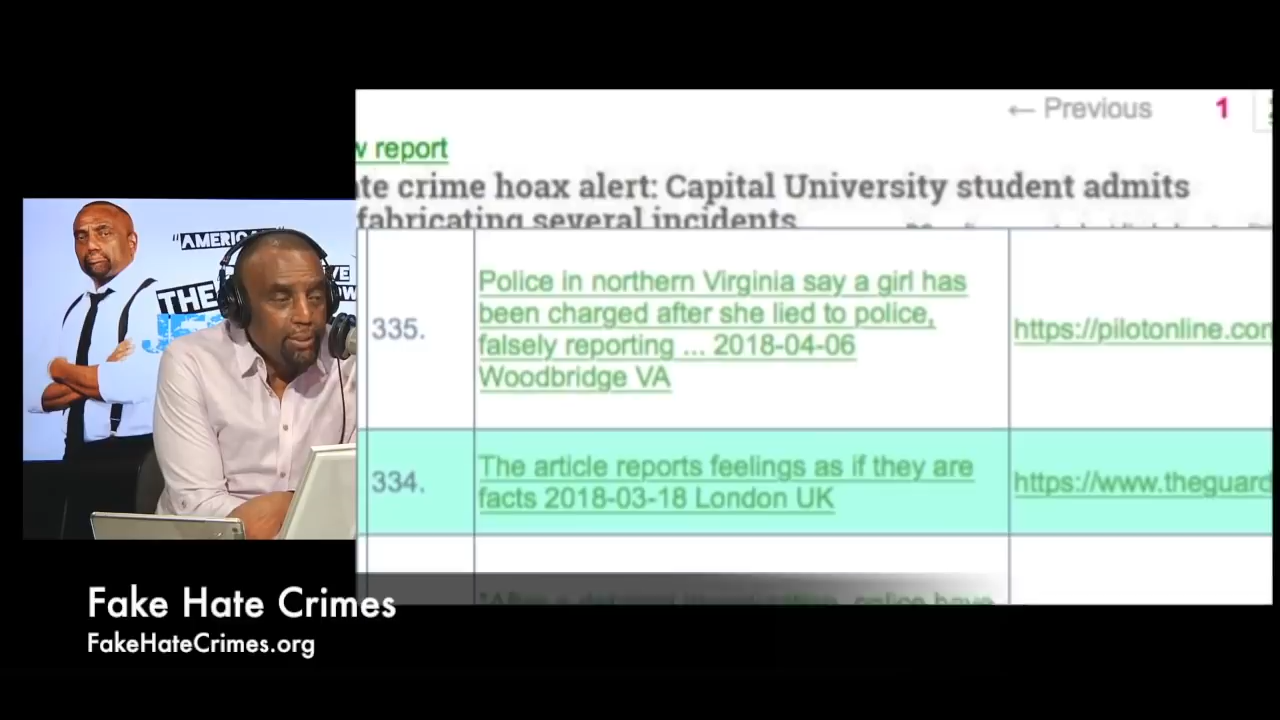 ← Previous 1
report
te crime hoax alert: Capital University student admits
fabricating several incidents
"AMERICA
THE
335.
Police in northern Virginia say a girl has
been charged after she lied to police,
falsely reporting ... 2018-04-06
Woodbridge VA
https://pilotonline.com
334.
The article reports feelings as if they are
facts 2018-03-18 London UK
https://www.theguard
Fake Hate Crimes
FakeHateCrimes.org